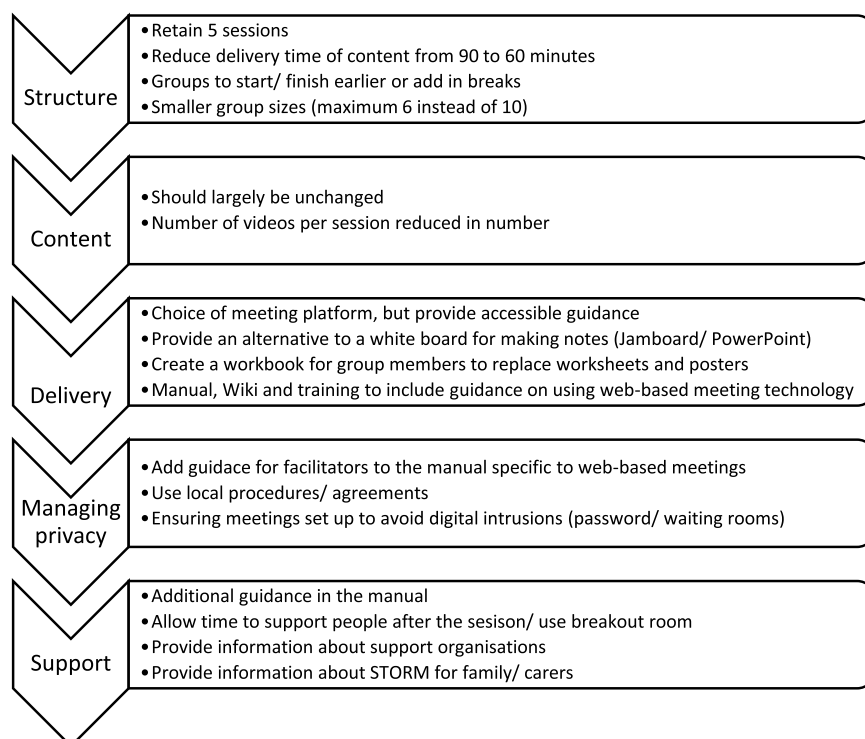 Structure
•Retain 5 sessions
•Reduce delivery time of content from 90 to 60 minutes
•Groups to start/ finish earlier or add in breaks
•Smaller group sizes (maximum 6 instead of 10)
Content
•Should largely be unchanged
•Number of videos per session reduced in number
Delivery
•Choice of meeting platform, but provide accessible guidance
•Provide an alternative to a white board for making notes (Jamboard/ PowerPoint)
•Create a workbook for group members to replace worksheets and posters
•Manual, Wiki and training to include guidance on using web-based meeting technology
Managing
privacy
•Add guidace for facilitators to the manual specific to web-based meetings
•Use local procedures/ agreements
•Ensuring meetings set up to avoid digital intrusions (password/ waiting rooms)
Support
•Additional guidance in the manual
•Allow time to support people after the sesison/ use breakout room
•Provide information about support organisations
•Provide information about STORM for family/ carers